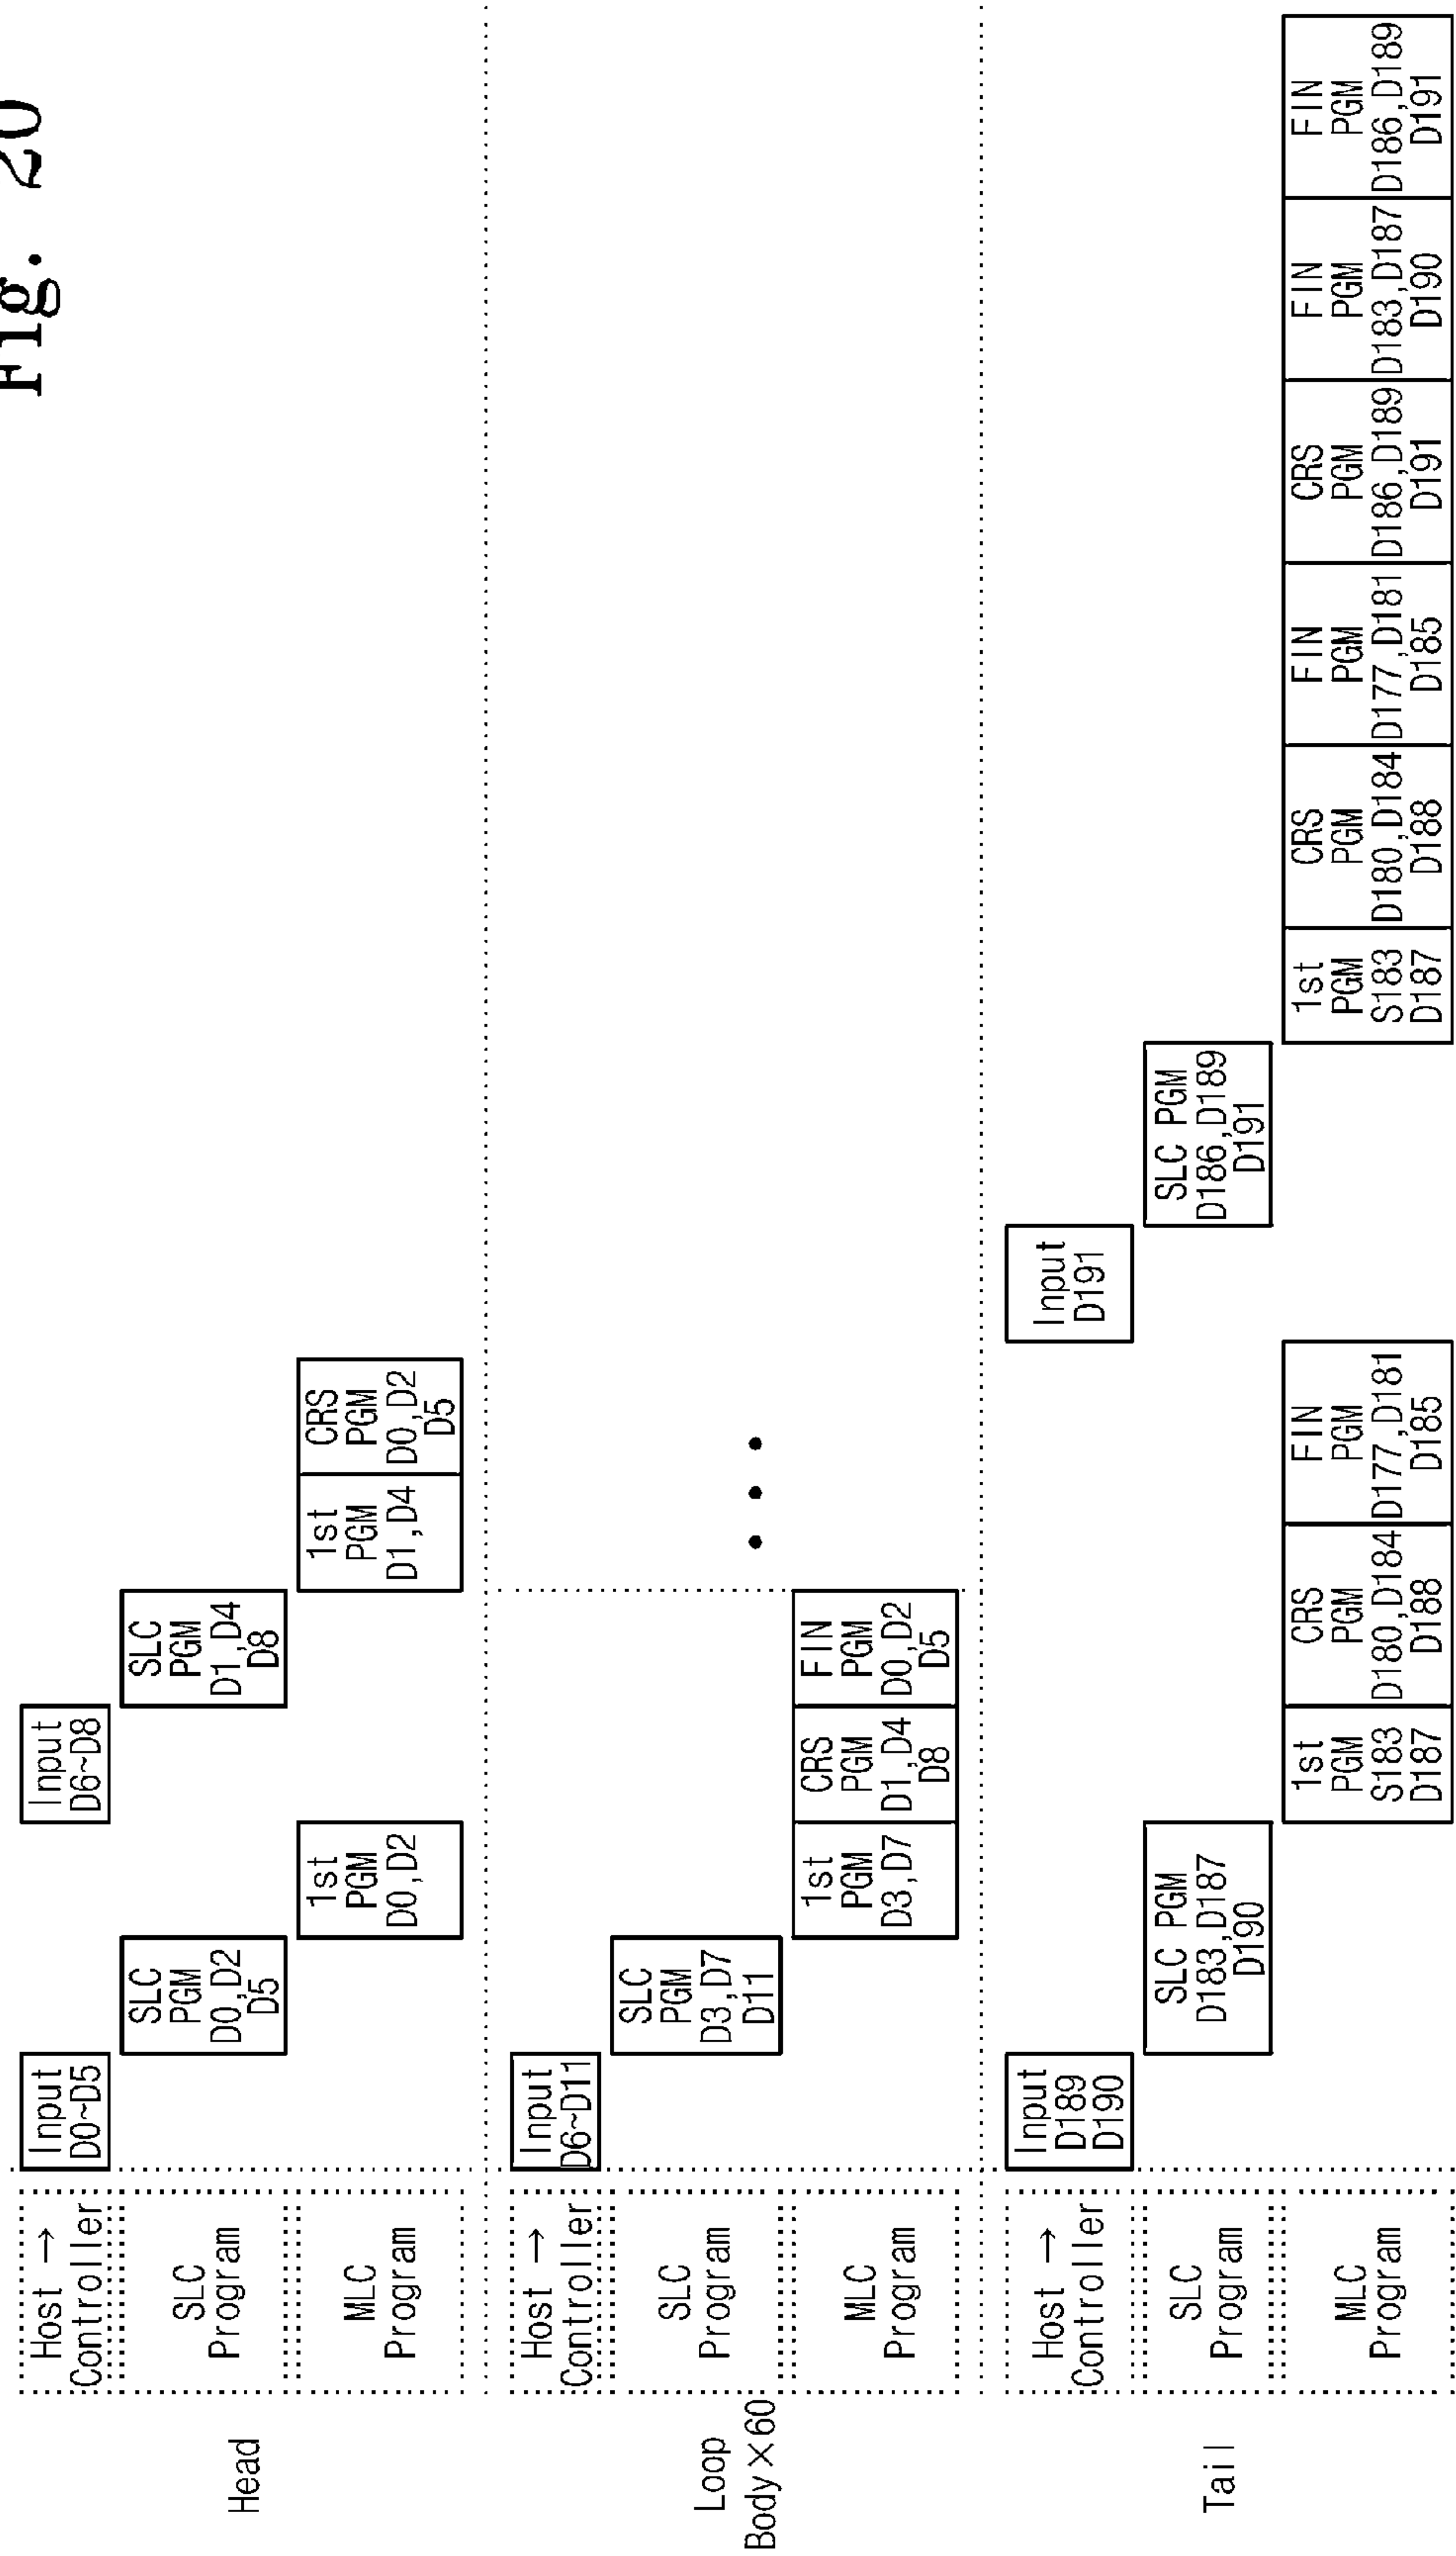 Fig. 20
Head
Host →
Controller
Input
D0~D5
Input
D6~D8
SLC
Program
SLC
PGM
D0,D2
D5
SLC
PGM
D1,D4
D8
MLC
Program
1st
PGM
D0,D2
1st
PGM
D1,D4
CRS
PGM
D0,D2
D5
Loop
Body×60
Host →
Controller
Input
D6~D11
SLC
Program
SLC
PGM
D3,D7
D11
MLC
Program
1st
PGM
D3,D7
CRS
PGM
D1,D4
D8
FIN
PGM
D0,D2
D5
Tail
Host →
Controller
Input
D189
D190
Input
D191
SLC
Program
SLC PGM
D183,D187
D190
SLC PGM
D186,D189
D191
MLC
Program
1st
PGM
S183
D187
CRS
PGM
D180,D184
D188
FIN
PGM
D177,D181
D185
1st
PGM
S183
D187
CRS
PGM
D180,D184
D188
FIN
PGM
D177,D181
D185
CRS
PGM
D186,D189
D191
FIN
PGM
D183,D187
D190
FIN
PGM
D186,D189
D191